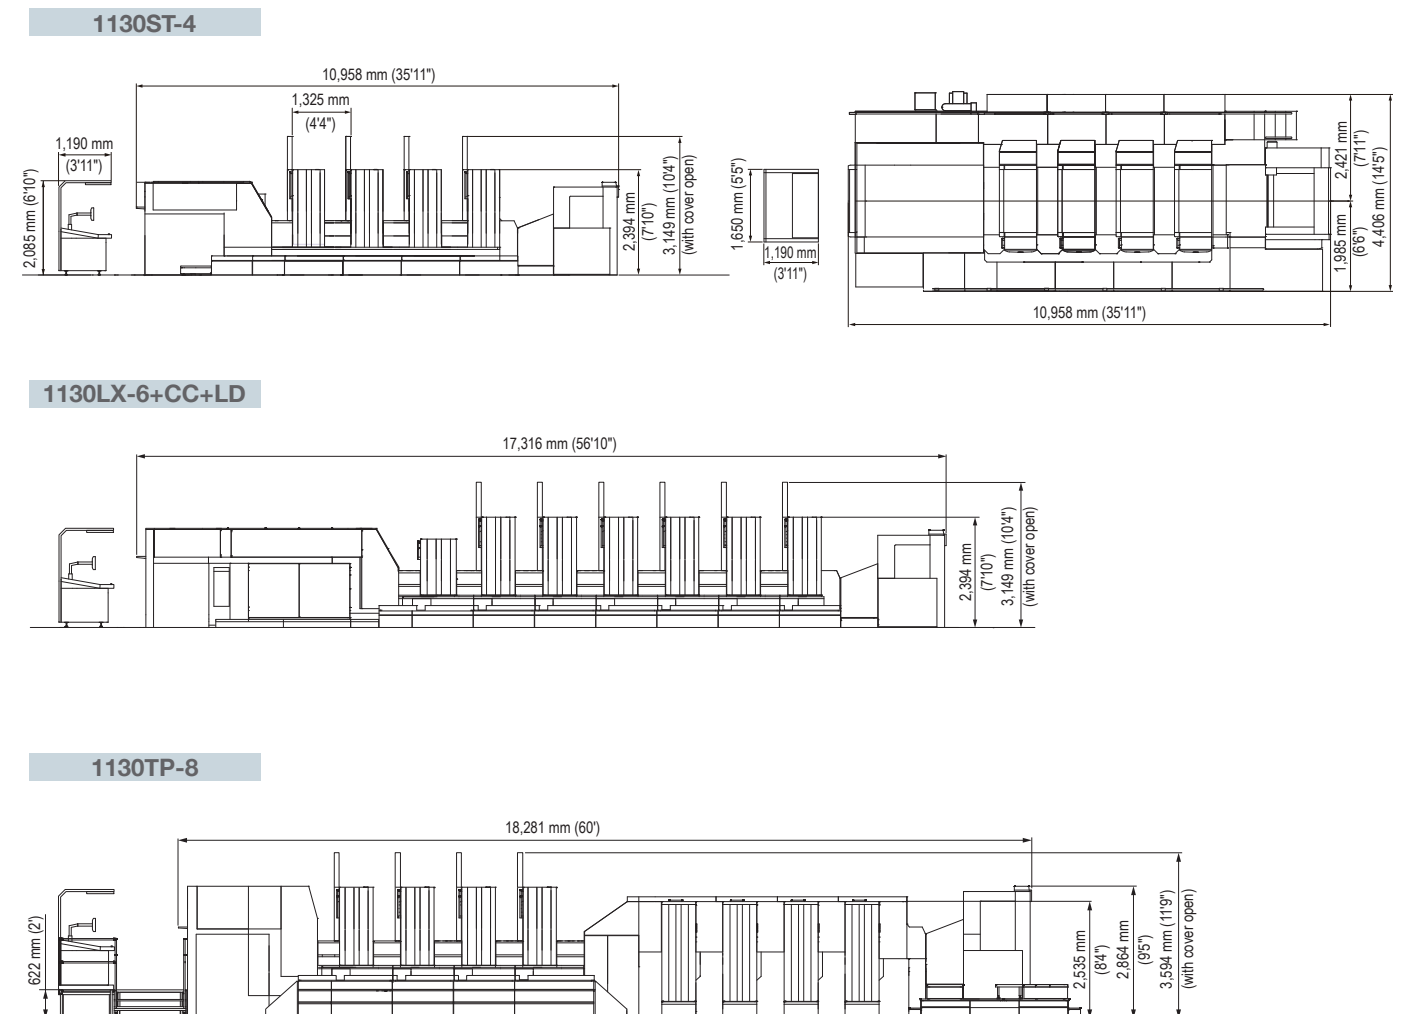 1130ST-4
10,958 mm (35'11")
1,325 mm
(4'4")
1,190 mm
(3'11")
2,085 mm (6'10")
2,394 mm
(7'10")
3,149 mm (10'4")
(with cover open)
1,650 mm (5'5")
1,190 mm
(3'11")
2,421 mm
(7'11")
1,985 mm
(6'6")
4,406 mm (14'5")
10,958 mm (35'11")
1130LX-6+CC+LD
17,316 mm (56'10")
2,394 mm
(7'10")
3,149 mm (10'4")
(with cover open)
1130TP-8
18,281 mm (60')
622 mm (2')
2,535 mm
(8'4")
2,864 mm
(9'5")
3,594 mm (11'9")
(with cover open)